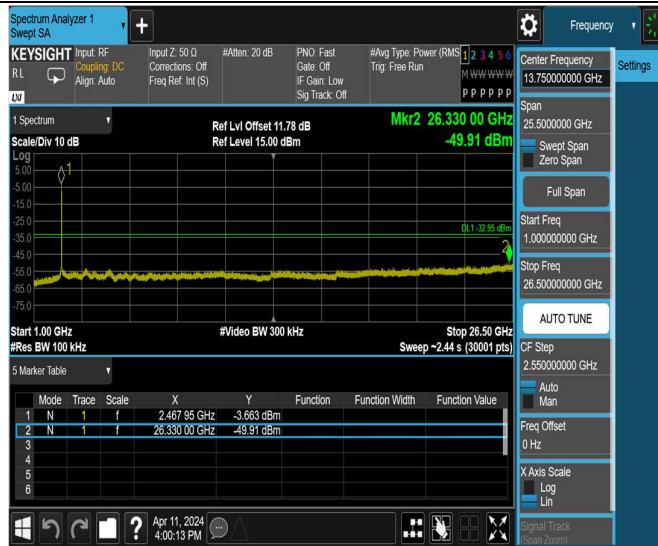 Spectrum Analyzer 1
Swept SA
Frequency
KEYSIGHT
R L
LXI
Input: RF
Coupling: DC
Align: Auto
Input Z: 50 Ω
Corrections: Off
Freq Ref: Int (S)
#Atten: 20 dB
PNO: Fast
Gate: Off
IF Gain: Low
Sig Track: Off
#Avg Type: Power (RMS
Trig: Free Run
1 2 3 4 5 6
M W W W W W
P P P P P P
Center Frequency
13.750000000 GHz
Settings
Span
25.5000000 GHz
Swept Span
Zero Span
Full Span
Start Freq
1.000000000 GHz
Stop Freq
26.500000000 GHz
AUTO TUNE
CF Step
2.550000000 GHz
Auto
Man
Freq Offset
0 Hz
X Axis Scale
Log
Lin
Signal Track
(Span Zoom)
1 Spectrum
Scale/Div 10 dB
Ref Lvl Offset 11.78 dB
Ref Level 15.00 dBm
Mkr2 26.330 00 GHz
-49.91 dBm
Log
5.00
-5.00
-15.0
-25.0
-35.0
-45.0
-55.0
-65.0
-75.0
1
DL1 -32.95 dBm
2
Start 1.00 GHz
#Res BW 100 kHz
#Video BW 300 kHz
Stop 26.50 GHz
Sweep ~2.44 s (30001 pts)
5 Marker Table
Mode Trace Scale X Y Function Function Width Function Value
1 N 1 f 2.467 95 GHz -3.663 dBm
2 N 1 f 26.330 00 GHz -49.91 dBm
3
4
5
6
Apr 11, 2024
4:00:13 PM